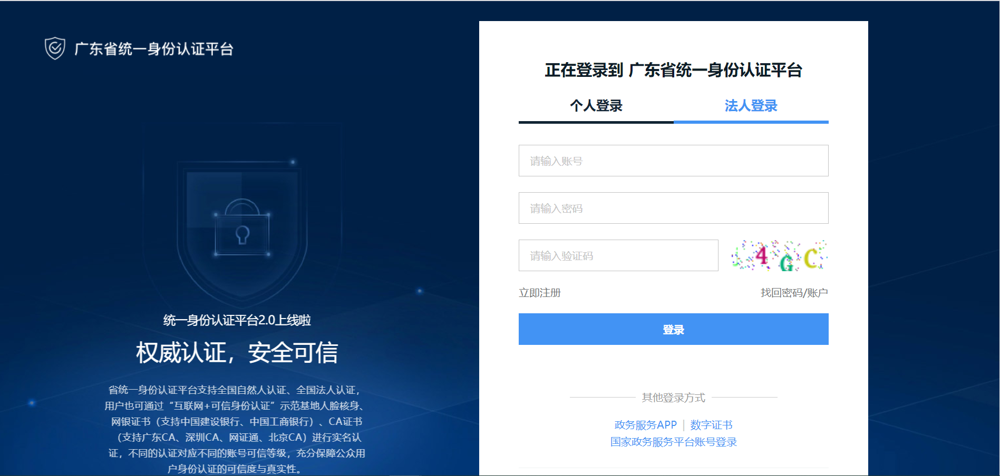 广东省统一身份认证平台
统一身份认证平台2.0上线啦
权威认证，安全可信
省统一身份认证平台支持全国自然人认证、全国法人认证，
用户也可通过“互联网+可信身份认证”示范基地人脸核身、
网银证书（支持中国建设银行、中国工商银行）、CA证书
（支持广东CA、深圳CA、网证通、北京CA）进行实名认
证，不同的认证对应不同的账号可信等级，充分保障公众用
户身份认证的可信度与真实性。
正在登录到 广东省统一身份认证平台
个人登录 法人登录
请输入账号
请输入密码
请输入验证码
立即注册 找回密码/账户
登录
其他登录方式
政务服务APP | 数字证书
国家政务服务平台账号登录